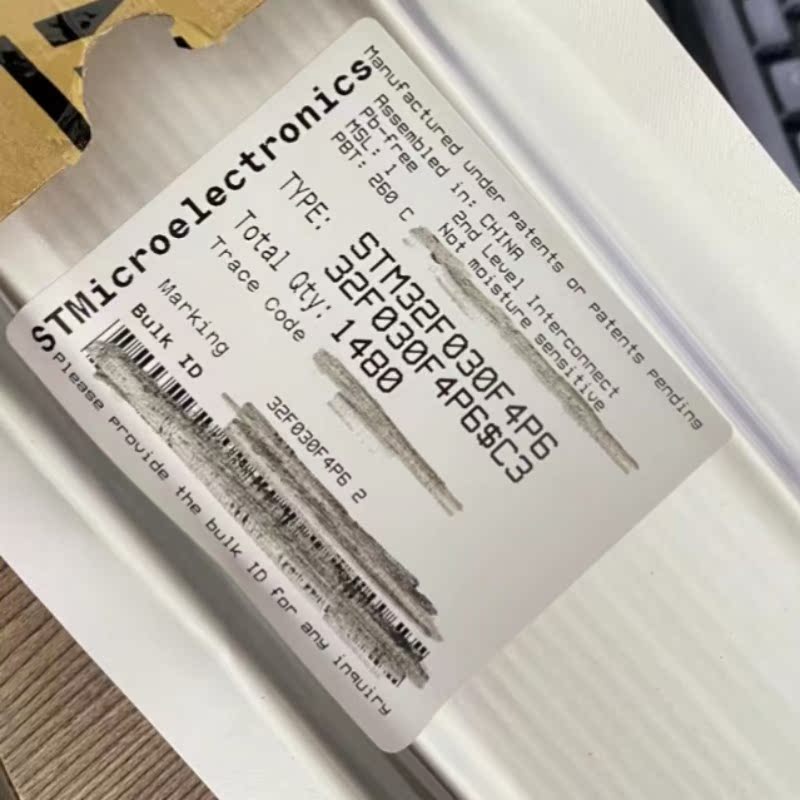 Manufactured under patents or patents pending
Assembled in: CHINA
Pb-free 2nd Level Interconnect
MSL: 1 Not moisture sensitive
PBT: 260 C
STMicroelectronics
TYPE: STM32F030F4P6
32F030F4P6$C3
Total Qty: 1480
Trace Code
Marking 32F030F4P6 2
Bulk ID
Please provide the bulk ID for any inquiry